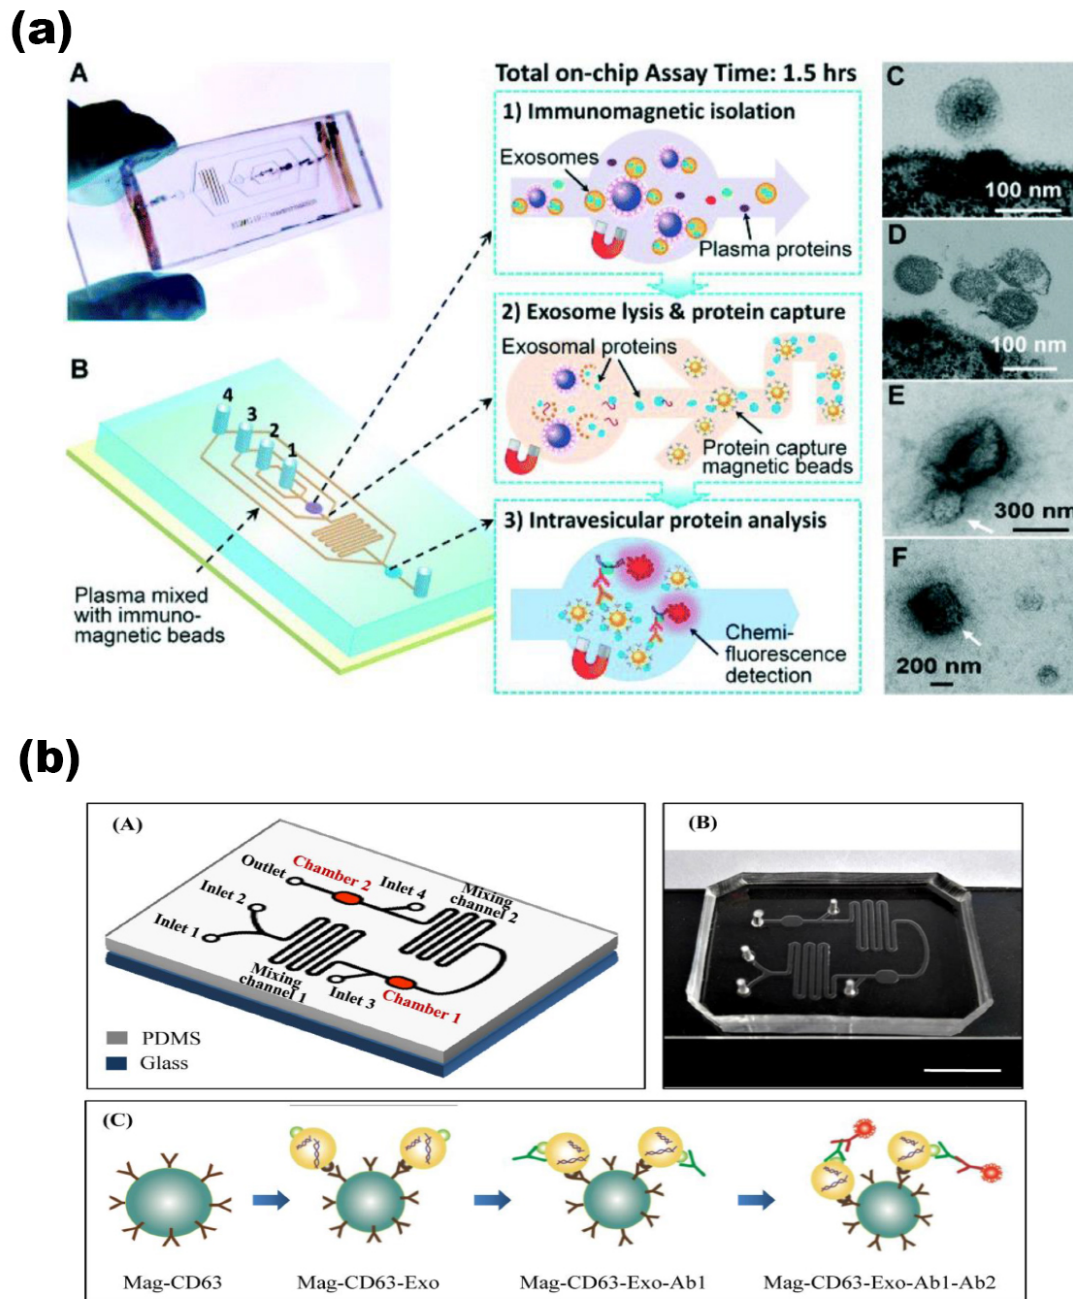 (a)
A
Total on-chip Assay Time: 1.5 hrs
1) Immunomagnetic isolation
Exosomes
Plasma proteins
2) Exosome lysis & protein capture
Exosomal proteins
Protein capture
magnetic beads
3) Intravesicular protein analysis
Chemi-
fluorescence
detection
B
4
3
2
1
Plasma mixed
with immuno-
magnetic beads
C
100 nm
D
100 nm
E
300 nm
F
200 nm
(b)
(A)
Outlet
Chamber 2
Inlet 4
Mixing
channel 2
Inlet 2
Inlet 1
Mixing
channel 1
Inlet 3
Chamber 1
PDMS
Glass
(B)
(C)
Mag-CD63
Mag-CD63-Exo
Mag-CD63-Exo-Ab1
Mag-CD63-Exo-Ab1-Ab2